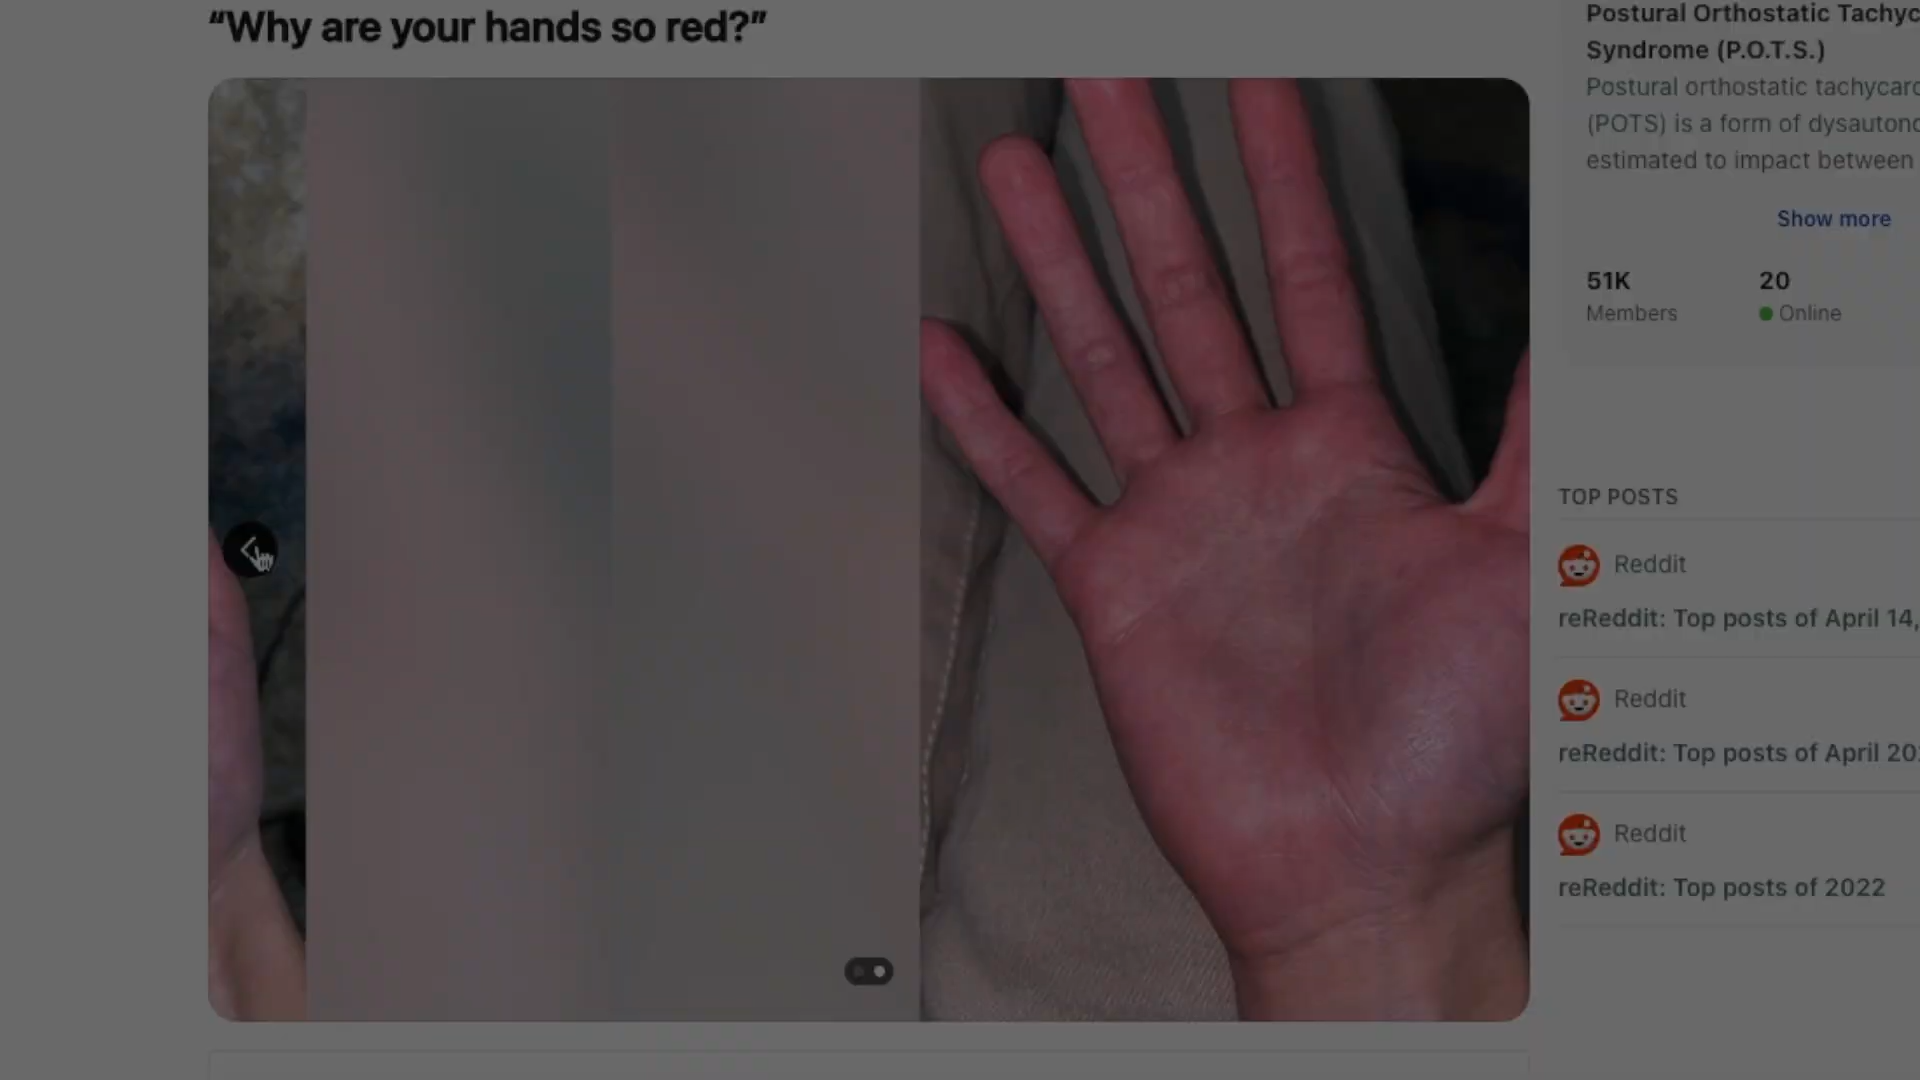 “Why are your hands so red?”
Postural Orthostatic Tachyc
Syndrome (P.O.T.S.)
Postural orthostatic tachycard
(POTS) is a form of dysautono
estimated to impact between
Show more
51K
20
Members
Online
TOP POSTS
Reddit
reReddit: Top posts of April 14,
Reddit
reReddit: Top posts of April 20
Reddit
reReddit: Top posts of 2022